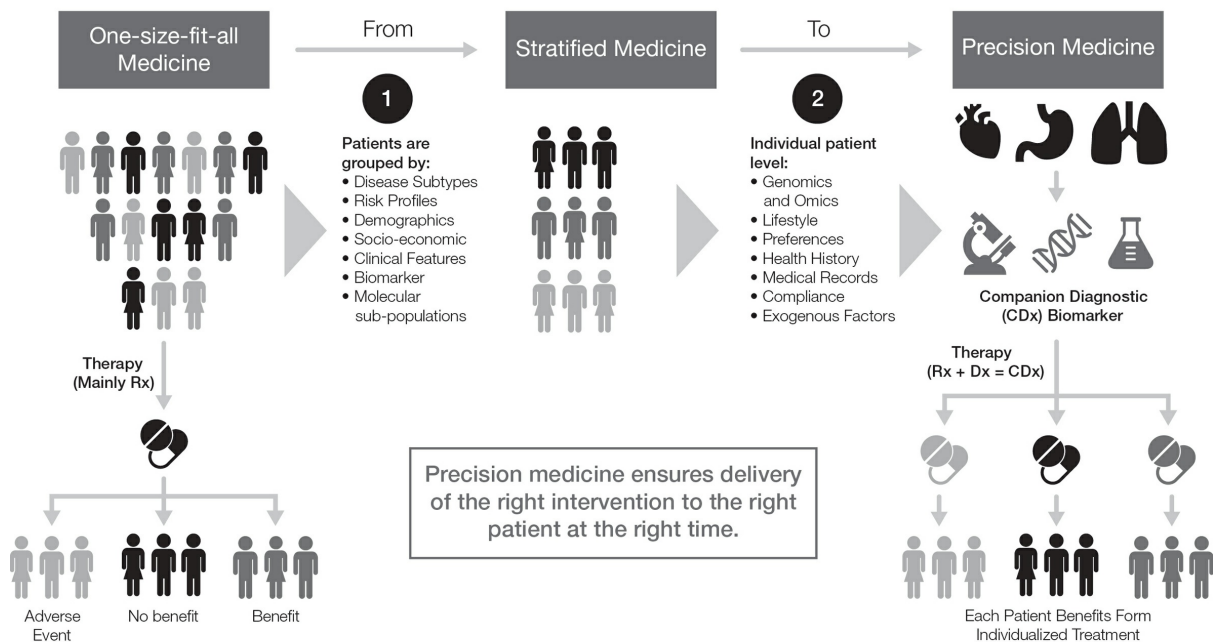 One-size-fit-all
Medicine
From
Stratified Medicine
To
Precision Medicine
1
Patients are
grouped by:
• Disease Subtypes
• Risk Profiles
• Demographics
• Socio-economic
• Clinical Features
• Biomarker
• Molecular
sub-populations
2
Individual patient
level:
• Genomics
and Omics
• Lifestyle
• Preferences
• Health History
• Medical Records
• Compliance
• Exogenous Factors
Companion Diagnostic
(CDx) Biomarker
Therapy
(Mainly Rx)
Therapy
(Rx + Dx = CDx)
Precision medicine ensures delivery
of the right intervention to the right
patient at the right time.
Adverse
Event
No benefit
Benefit
Each Patient Benefits Form
Individualized Treatment